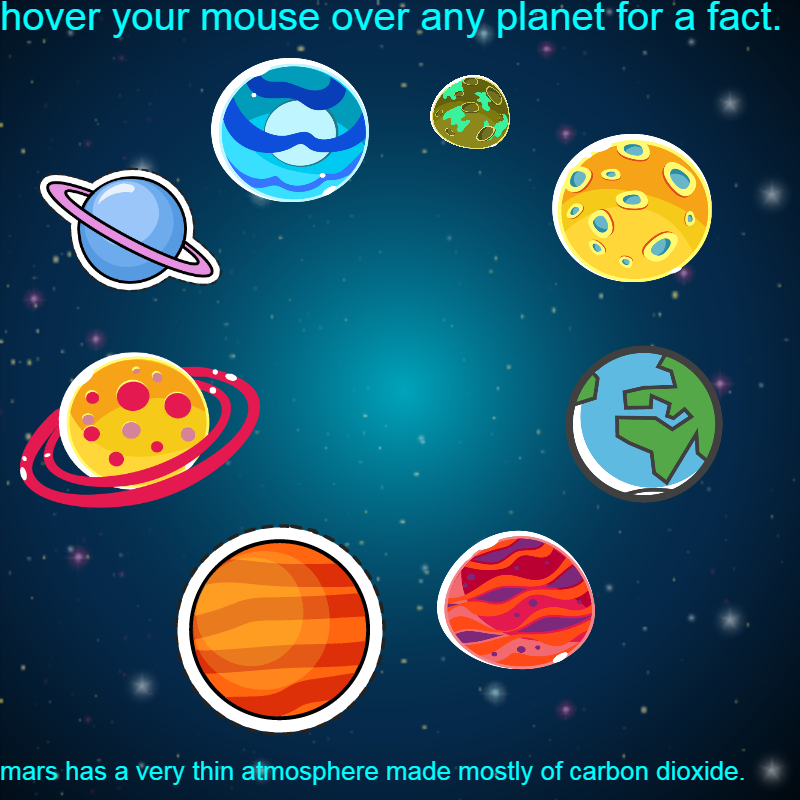 hover your mouse over any planet for a fact.
mars has a very thin atmosphere made mostly of carbon dioxide.